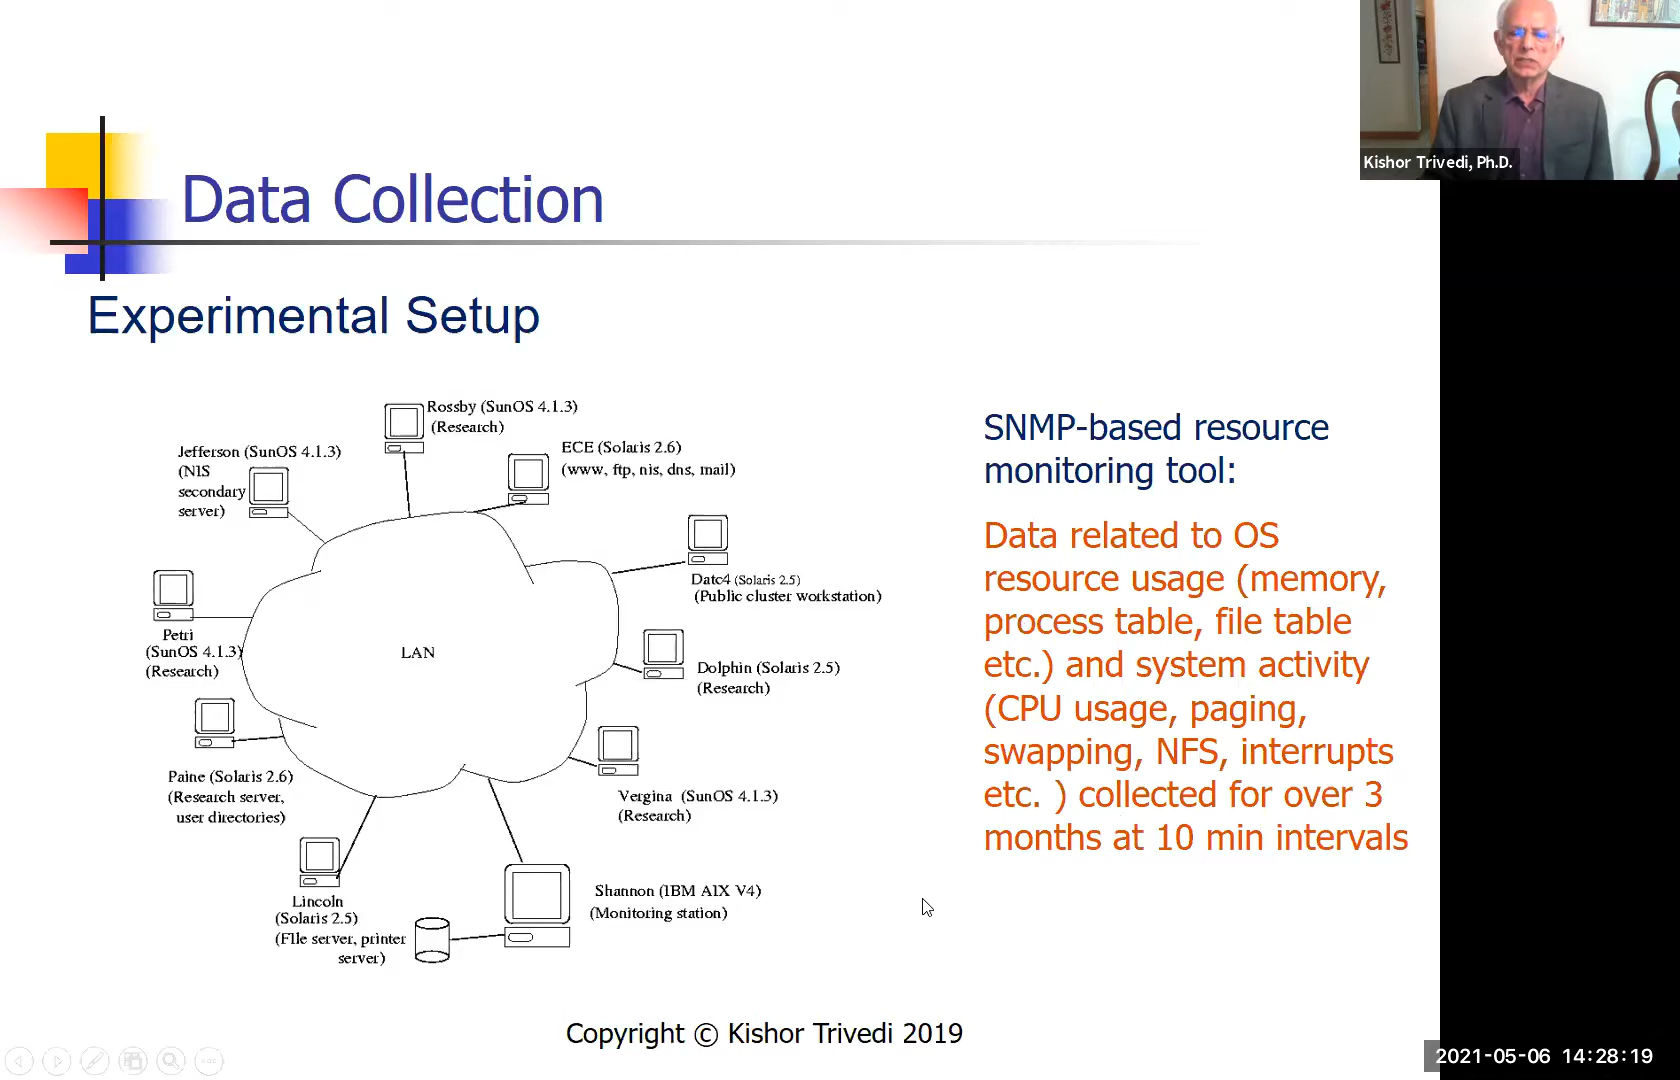 Kishor Trivedi, Ph.D.
Data Collection
Experimental Setup
Rossby (SunOS 4.1.3)
(Research)
Jefferson (SunOS 4.1.3)
(NIS
secondary
server)
ECE (Solaris 2.6)
(www, ftp, nis, dns, mail)
Datc4 (Solaris 2.5)
(Public cluster workstation)
Petri
(SunOS 4.1.3)
(Research)
LAN
Dolphin (Solaris 2.5)
(Research)
Paine (Solaris 2.6)
(Research server,
user directories)
Vergina (SunOS 4.1.3)
(Research)
Lincoln
(Solaris 2.5)
(File server, printer
server)
Shannon (IBM AIX V4)
(Monitoring station)
SNMP-based resource
monitoring tool:
Data related to OS
resource usage (memory,
process table, file table
etc.) and system activity
(CPU usage, paging,
swapping, NFS, interrupts
etc. ) collected for over 3
months at 10 min intervals
Copyright © Kishor Trivedi 2019
2021-05-06 14:28:19